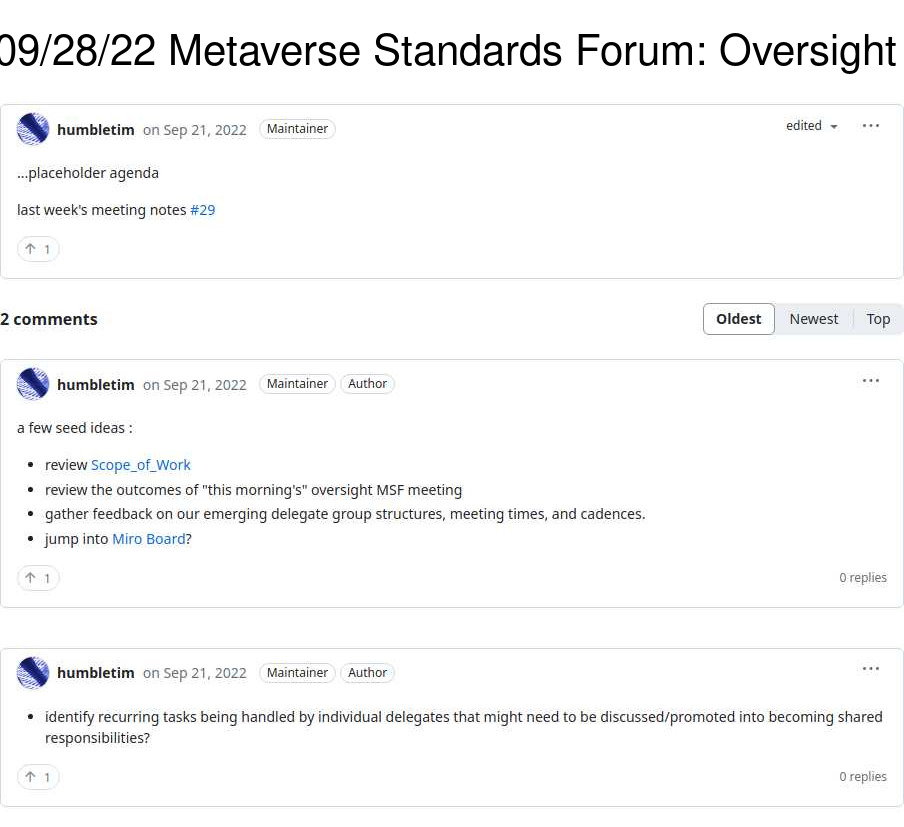 09/28/22 Metaverse Standards Forum: Oversight
humbletim on Sep 21, 2022 Maintainer edited
...placeholder agenda
last week's meeting notes #29
1
2 comments Oldest Newest Top
humbletim on Sep 21, 2022 Maintainer Author
a few seed ideas :
review Scope_of_Work
review the outcomes of "this morning's" oversight MSF meeting
gather feedback on our emerging delegate group structures, meeting times, and cadences.
jump into Miro Board?
1 0 replies
humbletim on Sep 21, 2022 Maintainer Author
identify recurring tasks being handled by individual delegates that might need to be discussed/promoted into becoming shared
responsibilities?
1 0 replies